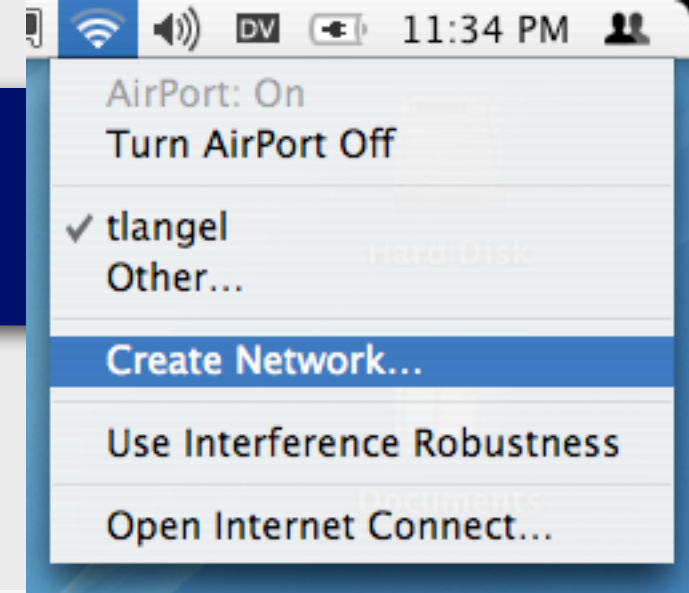 DV 11:34 PM
AirPort: On
Turn AirPort Off
tlangel
Other...
Hard Disk
Create Network...
Use Interference Robustness
Documents
Open Internet Connect...